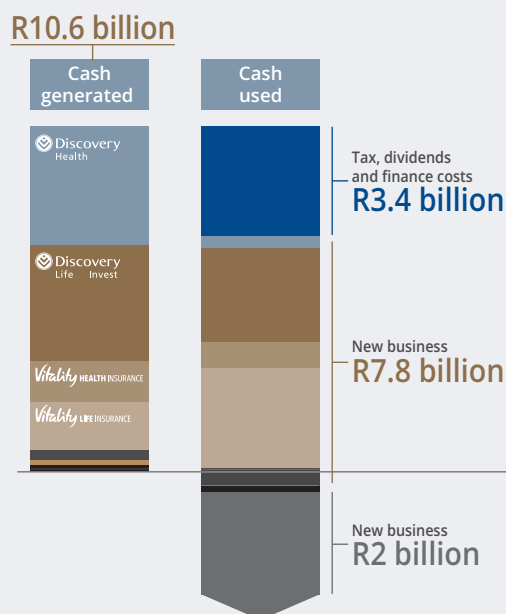 R10.6 billion
Cash
generated
Cash
used
Discovery
Health
Discovery
Life Invest
Vitality HEALTH INSURANCE
Vitality LIFE INSURANCE
Tax, dividends
and finance costs
R3.4 billion
New business
R7.8 billion
New business
R2 billion